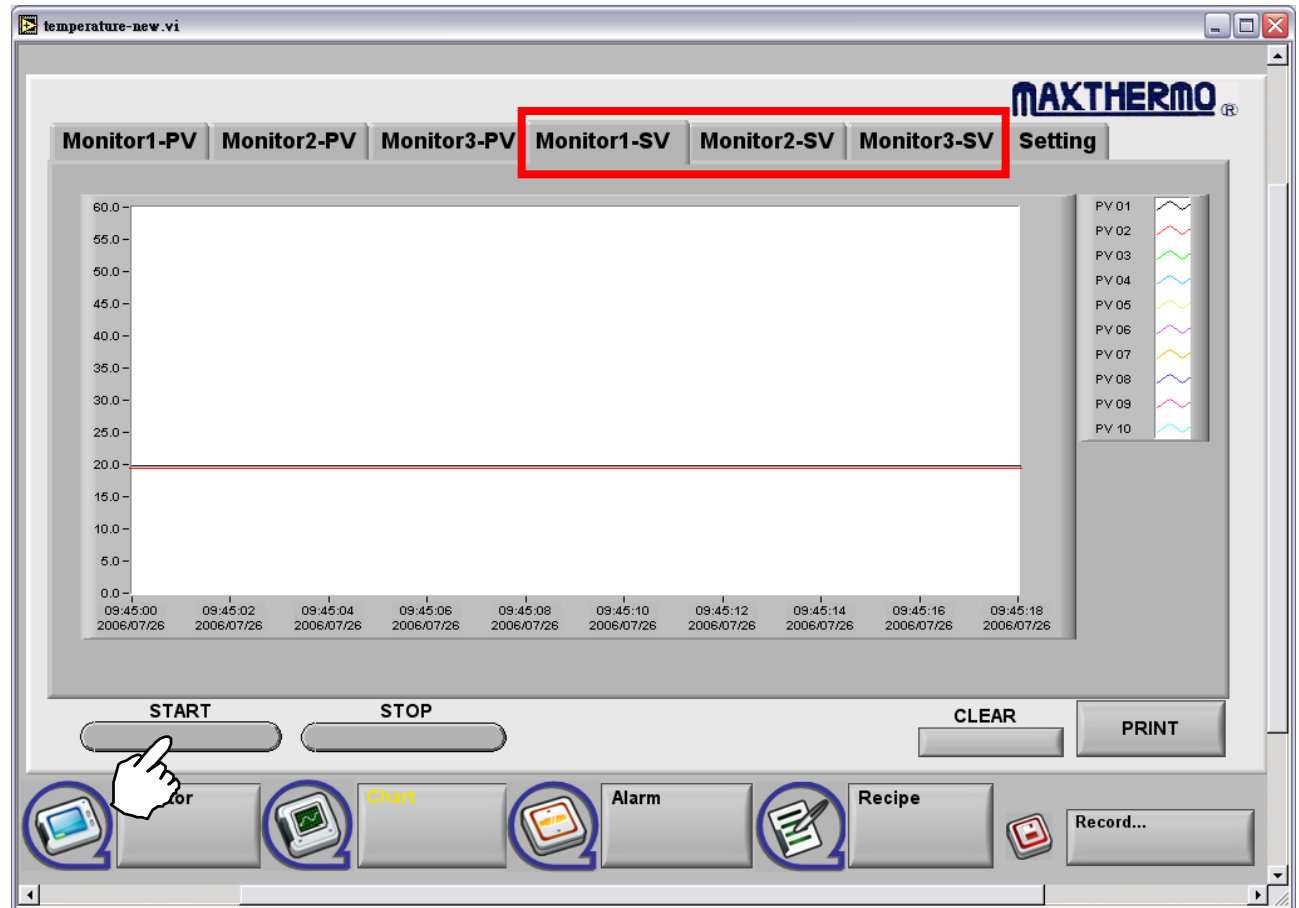 temperature-new.vi
MAXTHERMO ®
Monitor1-PV Monitor2-PV Monitor3-PV Monitor1-SV Monitor2-SV Monitor3-SV Setting
60.0
55.0
50.0
45.0
40.0
35.0
30.0
25.0
20.0
15.0
10.0
5.0
0.0
09:45:00 09:45:02 09:45:04 09:45:06 09:45:08 09:45:10 09:45:12 09:45:14 09:45:16 09:45:18
2006/07/26 2006/07/26 2006/07/26 2006/07/26 2006/07/26 2006/07/26 2006/07/26 2006/07/26 2006/07/26 2006/07/26
PV 01
PV 02
PV 03
PV 04
PV 05
PV 06
PV 07
PV 08
PV 09
PV 10
START STOP CLEAR PRINT
Chart Alarm Recipe Record...